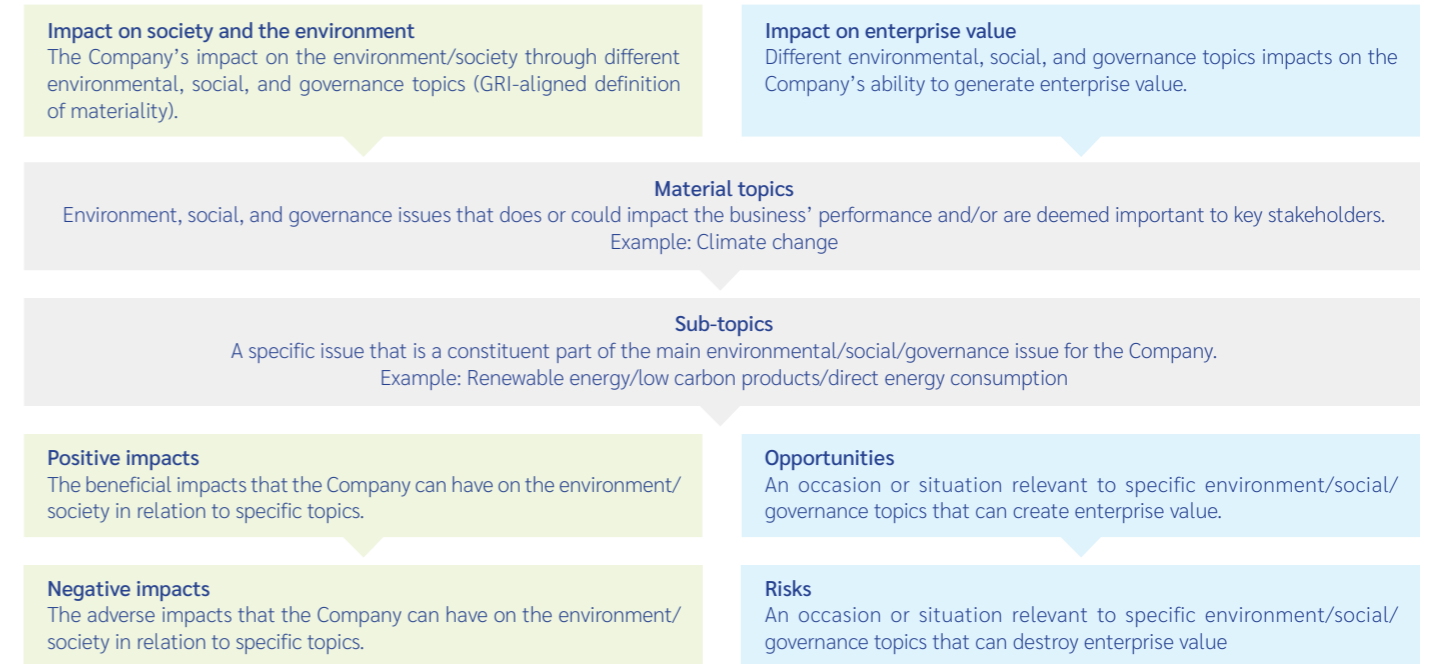 Impact on society and the environment
The Company’s impact on the environment/society through different
environmental, social, and governance topics (GRI-aligned definition
of materiality).
Impact on enterprise value
Different environmental, social, and governance topics impacts on the
Company’s ability to generate enterprise value.
Material topics
Environment, social, and governance issues that does or could impact the business’ performance and/or are deemed important to key stakeholders.
Example: Climate change
Sub-topics
A specific issue that is a constituent part of the main environmental/social/governance issue for the Company.
Example: Renewable energy/low carbon products/direct energy consumption
Positive impacts
The beneficial impacts that the Company can have on the environment/
society in relation to specific topics.
Opportunities
An occasion or situation relevant to specific environment/social/
governance topics that can create enterprise value.
Negative impacts
The adverse impacts that the Company can have on the environment/
society in relation to specific topics.
Risks
An occasion or situation relevant to specific environment/social/
governance topics that can destroy enterprise value